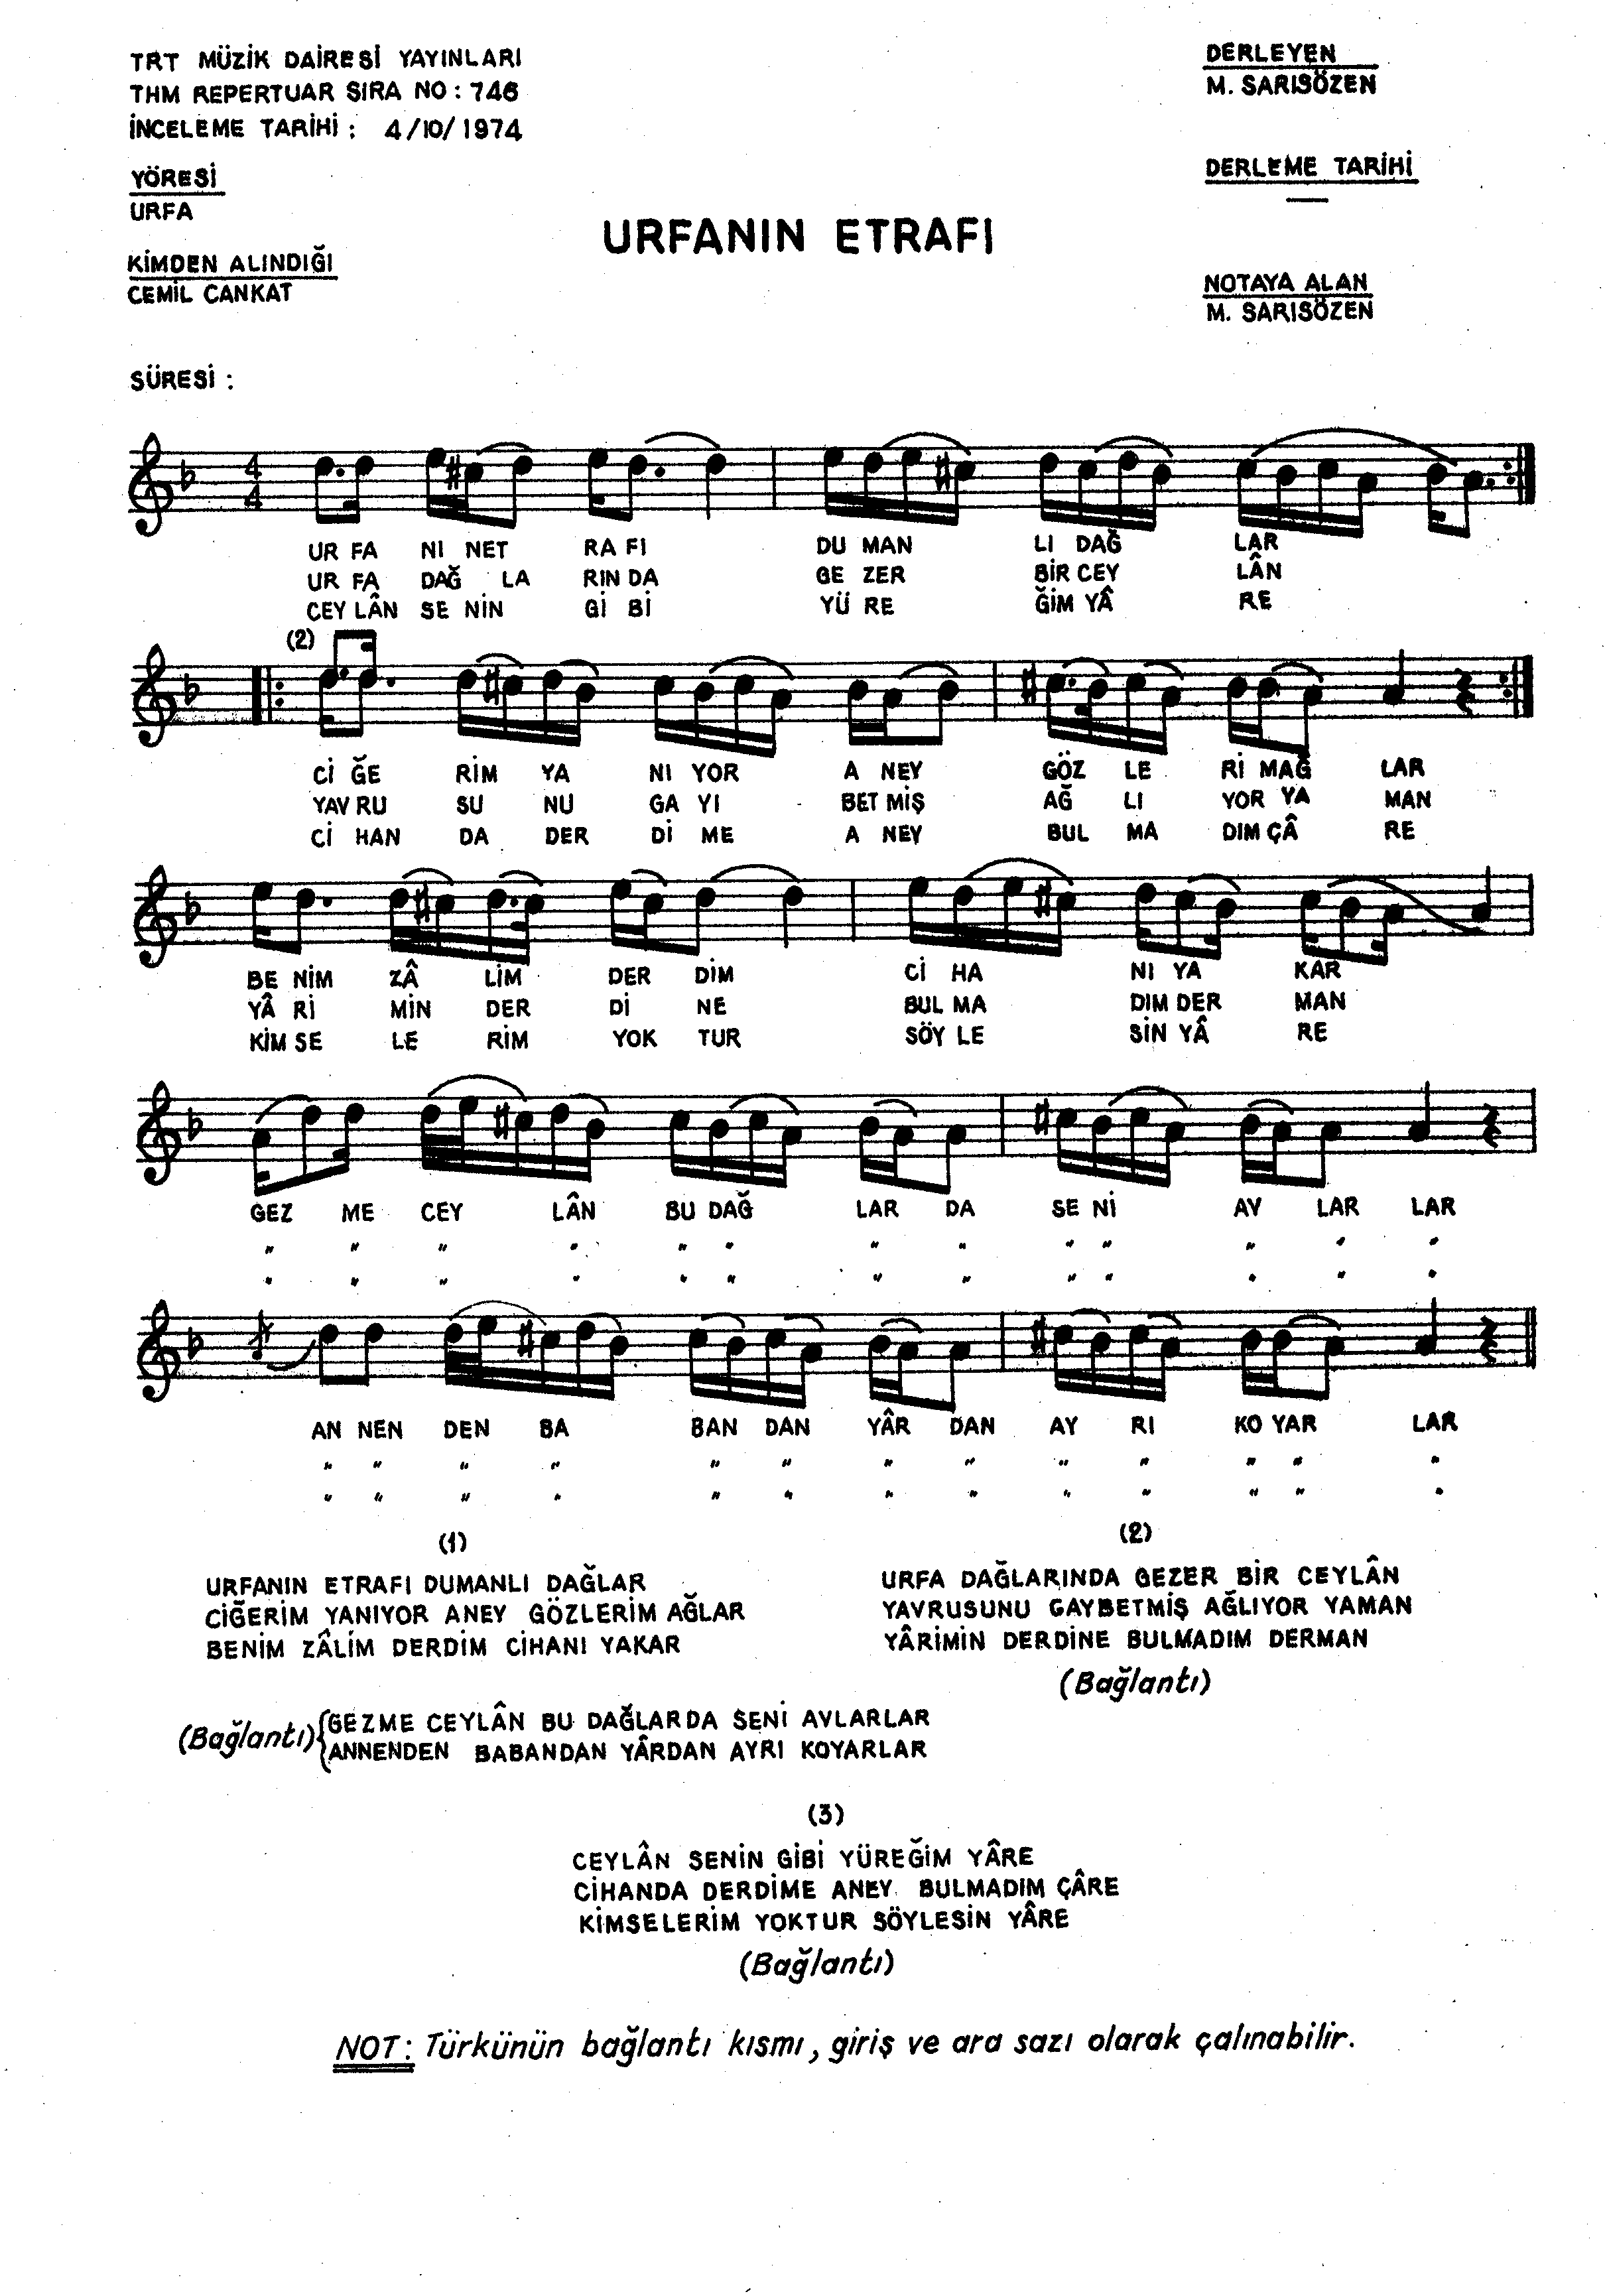 TRT MÜZİK DAİRESİ YAYINLARI
THM REPERTUAR SIRA NO : 746
İNCELEME TARİHİ : 4/10/1974
DERLEYEN
M. SARISÖZEN
YÖRESİ
URFA
DERLEME TARİHİ
—
URFANIN ETRAFI
KİMDEN ALINDIĞI
CEMİL CANKAT
NOTAYA ALAN
M. SARISÖZEN
SÜRESİ :
4
4
UR FA NI NET RA FI DU MAN LI DAĞ LAR
UR FA DAĞ LA RIN DA GE ZER BİR CEY LÂN
CEY LÂN SE NİN Gİ Bİ YÜ RE ĞİM YÂ RE
(2)
Cİ ĞE RİM YA NI YOR A NEY GÖZ LE Rİ MAĞ LAR
YAV RU SU NU GA YI BET MİŞ AĞ LI YOR YA MAN
Cİ HAN DA DER Dİ ME A NEY BUL MA DIM ÇÂ RE
BE NİM ZÂ LİM DER DİM Cİ HA NI YA KAR
YÂ Rİ MİN DER Dİ NE BUL MA DIM DER MAN
KİM SE LE RİM YOK TUR SÖY LE SİN YÂ RE
GEZ ME CEY LÂN BU DAĞ LAR DA SE Nİ AV LAR LAR
" " " " " " " " " " " " "
" " " " " " " " " " " " "
AN NEN DEN BA BAN DAN YÂR DAN AY RI KO YAR LAR
" " " " " " " " " " " " "
" " " " " " " " " " " " "
(1)
URFANIN ETRAFI DUMANLI DAĞLAR
CİĞERİM YANIYOR ANEY GÖZLERİM AĞLAR
BENİM ZÂLİM DERDİM CİHANI YAKAR
(Bağlantı) { GEZME CEYLÂN BU DAĞLARDA SENİ AVLARLAR
ANNENDEN BABANDAN YÂRDAN AYRI KOYARLAR
(2)
URFA DAĞLARINDA GEZER BİR CEYLÂN
YAVRUSUNU GAYBETMİŞ AĞLIYOR YAMAN
YÂRİMİN DERDİNE BULMADIM DERMAN
(Bağlantı)
(3)
CEYLÂN SENİN GİBİ YÜREĞİM YÂRE
CİHANDA DERDİME ANEY BULMADIM ÇÂRE
KİMSELERİM YOKTUR SÖYLESİN YÂRE
(Bağlantı)
NOT: Türkünün bağlantı kısmı, giriş ve ara sazı olarak çalınabilir.